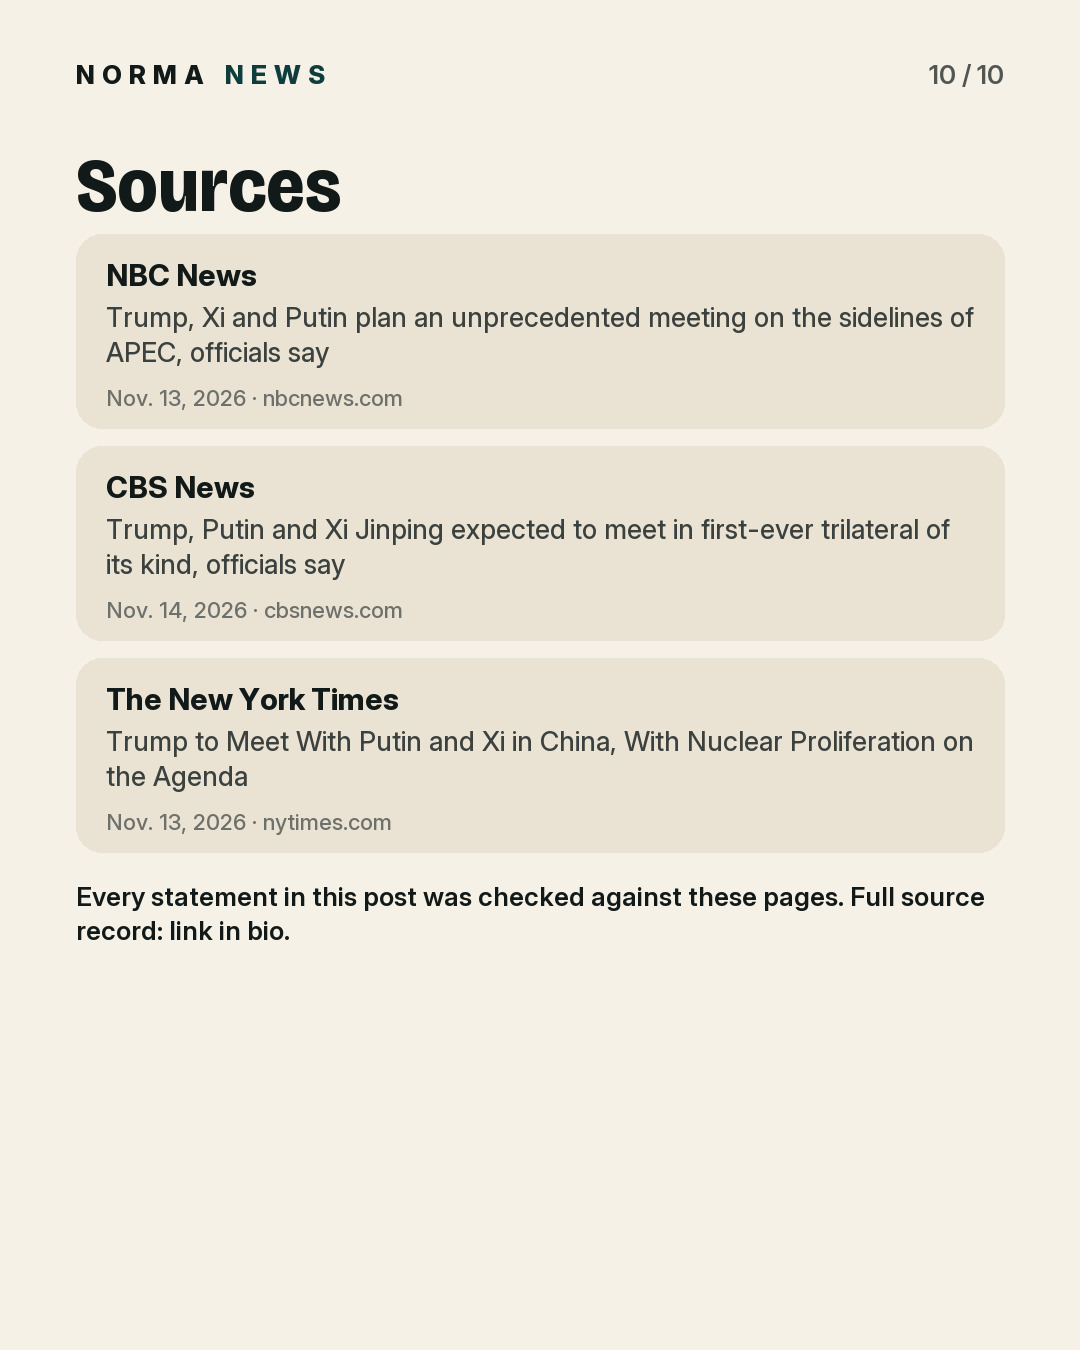 NORMA NEWS
10 / 10
Sources
NBC News
Trump, Xi and Putin plan an unprecedented meeting on the sidelines of
APEC, officials say
Nov. 13, 2026 · nbcnews.com
CBS News
Trump, Putin and Xi Jinping expected to meet in first-ever trilateral of
its kind, officials say
Nov. 14, 2026 · cbsnews.com
The New York Times
Trump to Meet With Putin and Xi in China, With Nuclear Proliferation on
the Agenda
Nov. 13, 2026 · nytimes.com
Every statement in this post was checked against these pages. Full source
record: link in bio.